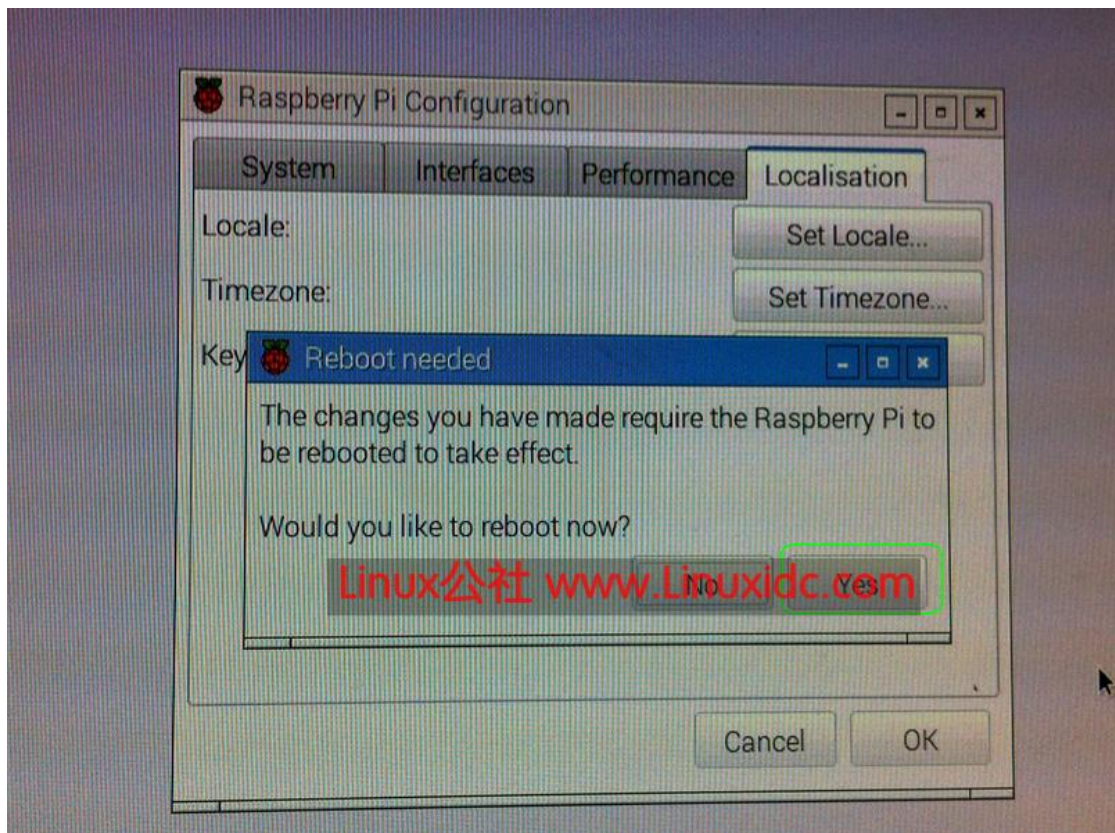 Raspberry Pi Configuration
System Interfaces Performance Localisation
Locale: Set Locale...
Timezone: Set Timezone...
Key
Reboot needed
The changes you have made require the Raspberry Pi to
be rebooted to take effect.
Would you like to reboot now?
No Yes
Linux公社 www.Linuxidc.com
Cancel OK